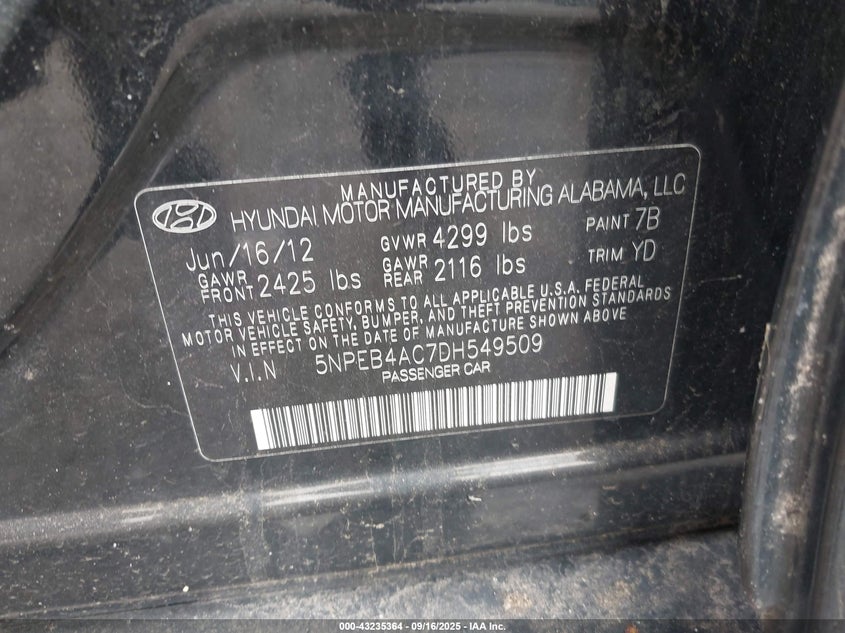 MANUFACTURED BY
HYUNDAI MOTOR MANUFACTURING ALABAMA, LLC
Jun/16/12 GVWR 4299 lbs PAINT 7B
GAWR FRONT 2425 lbs GAWR REAR 2116 lbs TRIM YD
THIS VEHICLE CONFORMS TO ALL APPLICABLE U.S.A. FEDERAL
MOTOR VEHICLE SAFETY, BUMPER, AND THEFT PREVENTION STANDARDS
IN EFFECT ON THE DATE OF MANUFACTURE SHOWN ABOVE
V.I.N 5NPEB4AC7DH549509
PASSENGER CAR
000-43235364 - 09/16/2025 - IAA Inc.